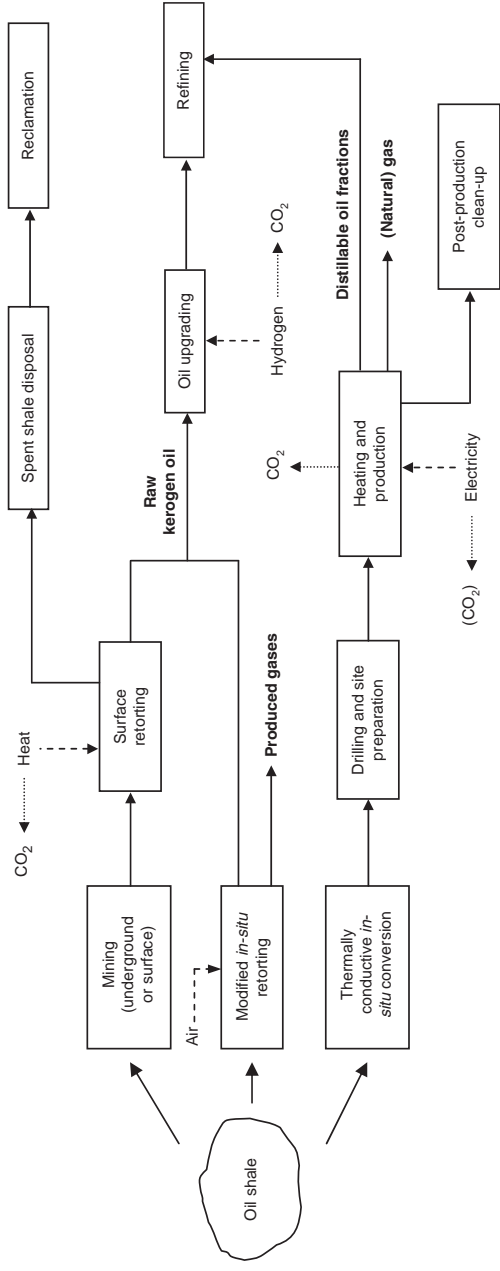 Oil shale
Mining
(underground
or surface)
Air
Modified in-situ
retorting
Thermally
conductive in-
situ conversion
CO₂
Heat
Surface
retorting
Produced gases
Drilling and site
preparation
Raw
kerogen oil
Spent shale disposal
Reclamation
Oil upgrading
Refining
Hydrogen
CO₂
CO₂
Heating and
production
(CO₂)
Electricity
Distillable oil fractions
(Natural) gas
Post-production
clean-up